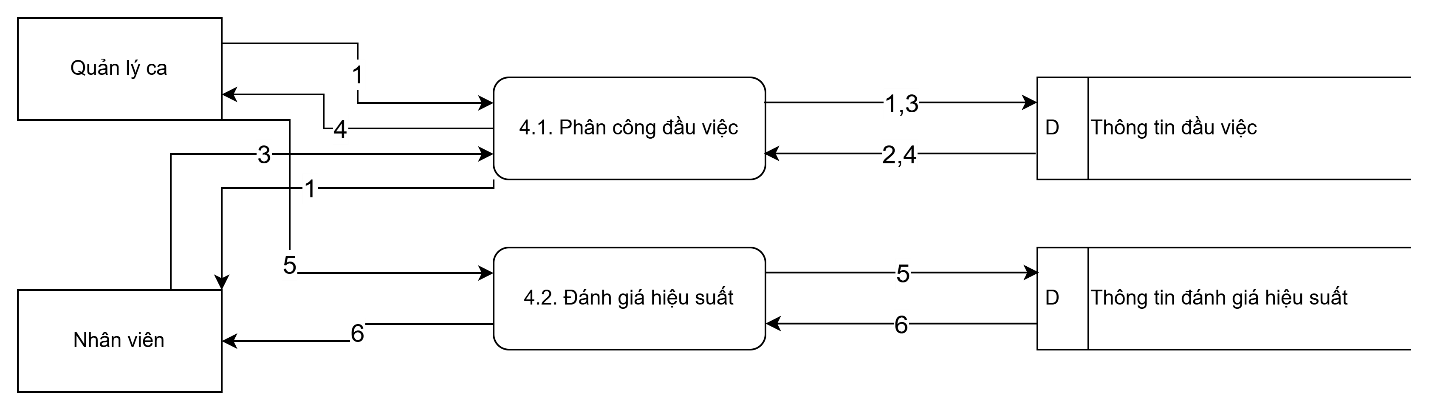 Quản lý ca
1
4
3
1
4.1. Phân công đầu việc
1,3
2,4
D
Thông tin đầu việc
5
6
4.2. Đánh giá hiệu suất
5
6
D
Thông tin đánh giá hiệu suất
Nhân viên